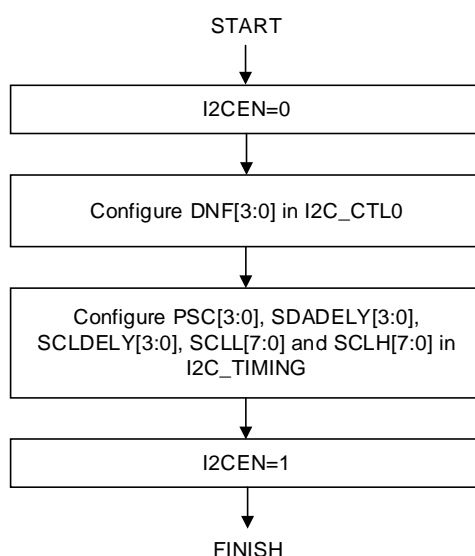 START
I2CEN=0
Configure DNF[3:0] in I2C_CTL0
Configure PSC[3:0], SDADELY[3:0],
SCLDELY[3:0], SCLL[7:0] and SCLH[7:0] in
I2C_TIMING
I2CEN=1
FINISH